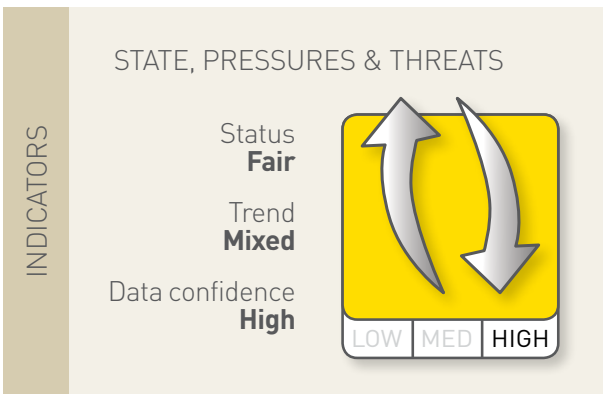 INDICATORS
STATE, PRESSURES & THREATS
Status
Fair
Trend
Mixed
Data confidence
High
LOW MED HIGH